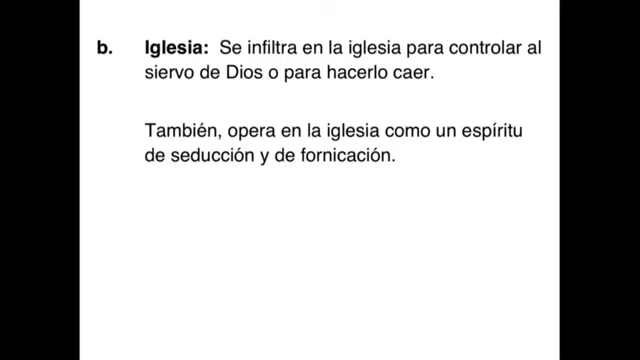 b. Iglesia: Se infiltra en la iglesia para controlar al
siervo de Dios o para hacerlo caer.
También, opera en la iglesia como un espíritu
de seducción y de fornicación.